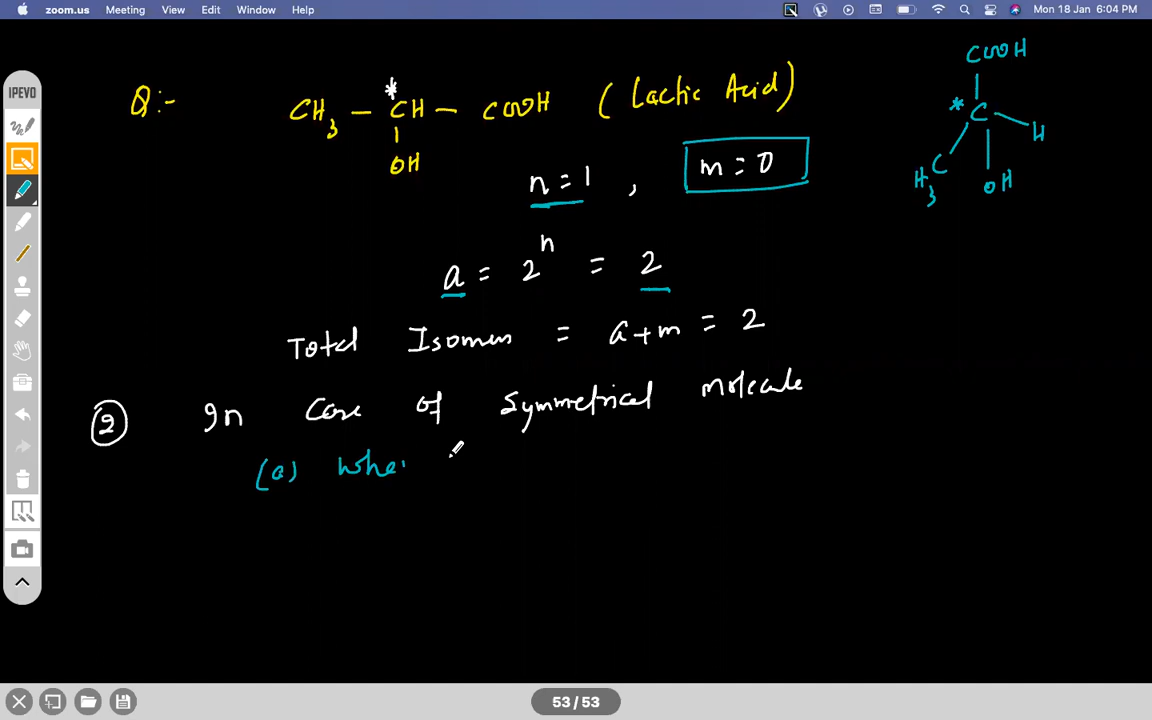 zoom.us Meeting View Edit Window Help Mon 18 Jan 6:04 PM
IPEVO
Q:- CH3 - *CH - COOH (Lactic Acid)
OH
COOH
* C
H3C OH H
n = 1 , m = 0
a = 2^n = 2
Total Isomers = a+m = 2
② In Case of Symmetrical molecule
(a) When
53 / 53